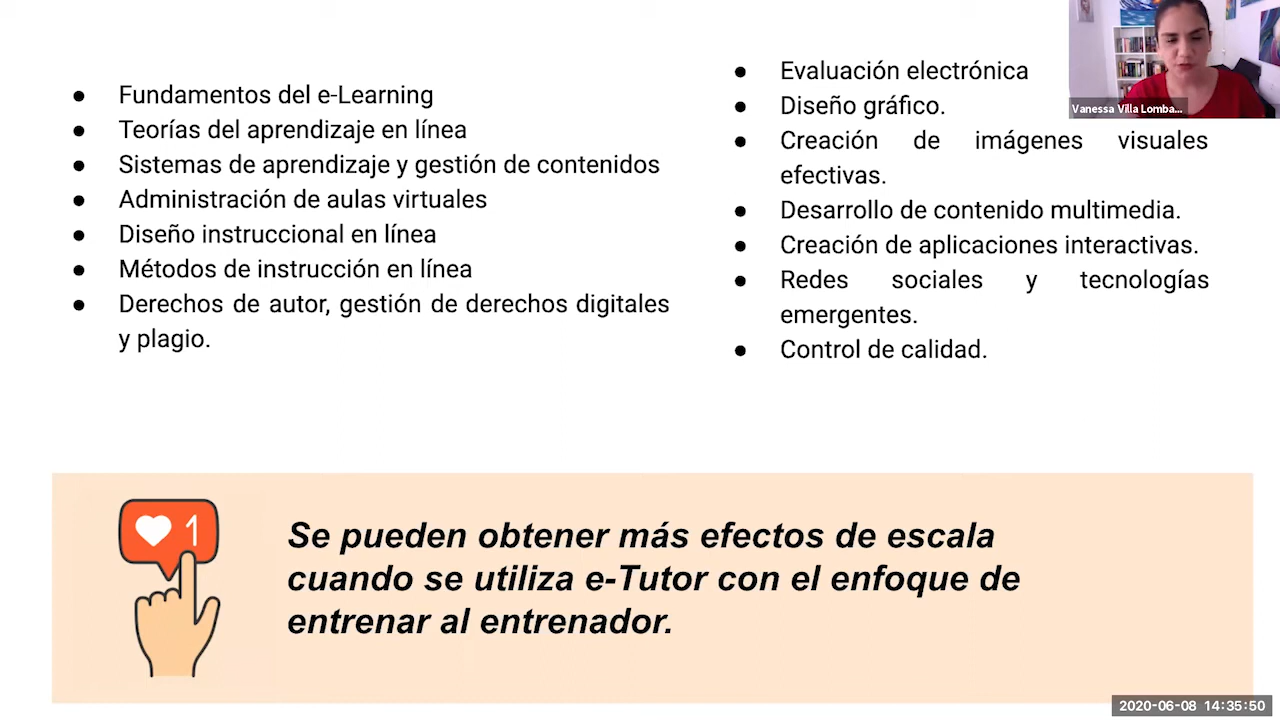 ● Fundamentos del e-Learning
● Teorías del aprendizaje en línea
● Sistemas de aprendizaje y gestión de contenidos
● Administración de aulas virtuales
● Diseño instruccional en línea
● Métodos de instrucción en línea
● Derechos de autor, gestión de derechos digitales
y plagio.
● Evaluación electrónica
● Diseño gráfico.
● Creación de imágenes visuales
efectivas.
● Desarrollo de contenido multimedia.
● Creación de aplicaciones interactivas.
● Redes sociales y tecnologías
emergentes.
● Control de calidad.
Vanessa Villa Lomba...
1
Se pueden obtener más efectos de escala
cuando se utiliza e-Tutor con el enfoque de
entrenar al entrenador.
2020-06-08 14:35:50